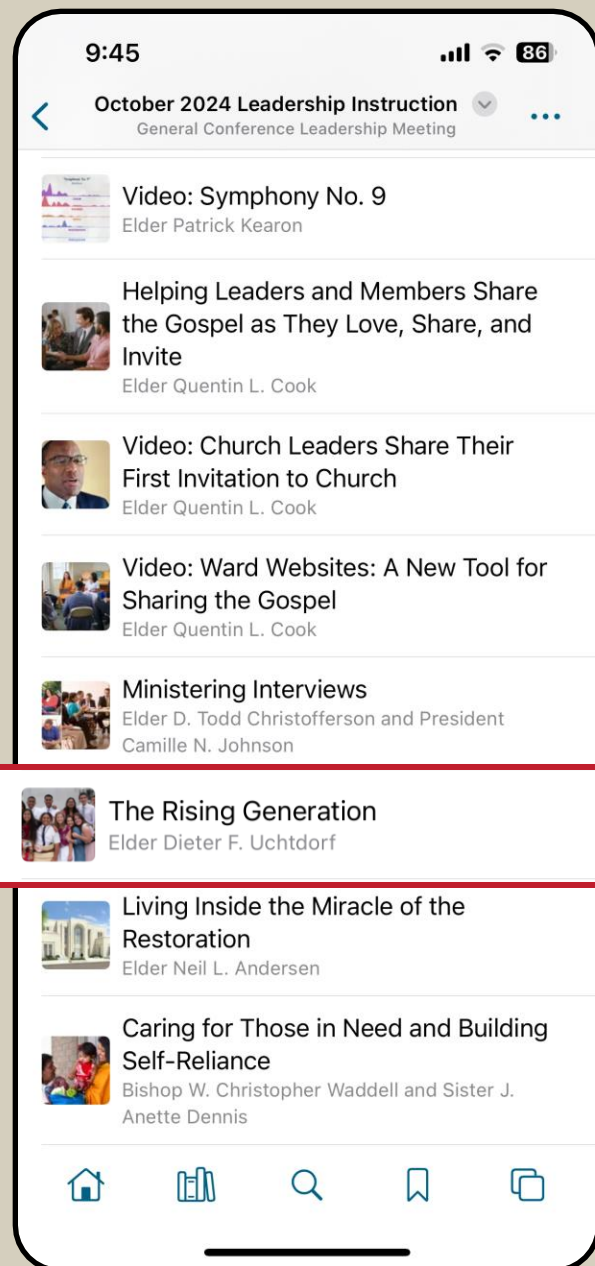 9:45
86
October 2024 Leadership Instruction
General Conference Leadership Meeting
Video: Symphony No. 9
Elder Patrick Kearon
Helping Leaders and Members Share
the Gospel as They Love, Share, and
Invite
Elder Quentin L. Cook
Video: Church Leaders Share Their
First Invitation to Church
Elder Quentin L. Cook
Video: Ward Websites: A New Tool for
Sharing the Gospel
Elder Quentin L. Cook
Ministering Interviews
Elder D. Todd Christofferson and President
Camille N. Johnson
The Rising Generation
Elder Dieter F. Uchtdorf
Living Inside the Miracle of the
Restoration
Elder Neil L. Andersen
Caring for Those in Need and Building
Self-Reliance
Bishop W. Christopher Waddell and Sister J.
Anette Dennis